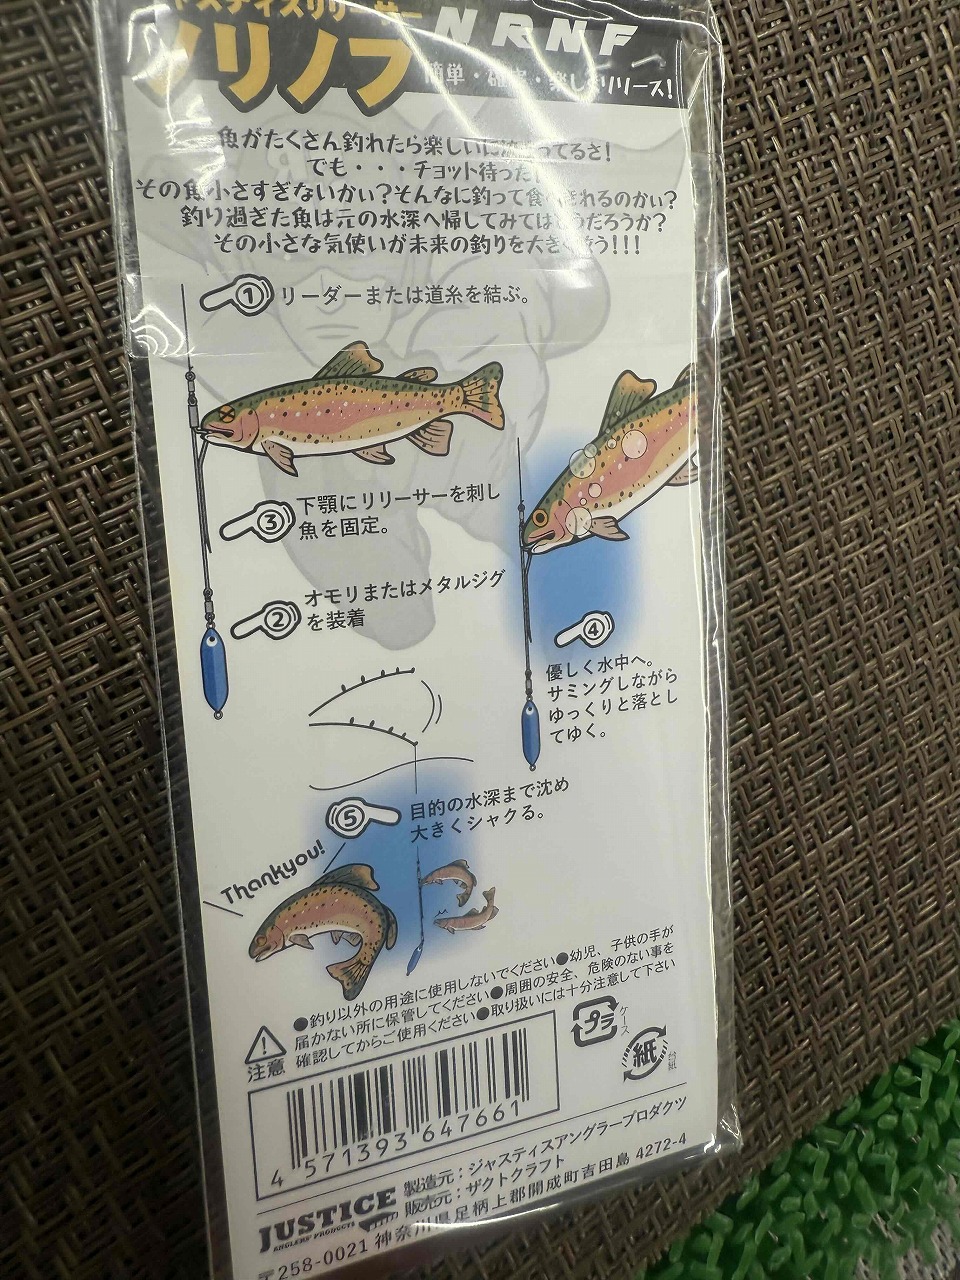 ジャスティスリリーサー
ノリノフ NRNF
簡単・確実・楽しいリリース!
魚がたくさん釣れたら楽しいに決まってるさ!
でも・・・チョット待った
その魚小さすぎないかぃ?そんなに釣って食べきれるのかぃ?
釣り過ぎた魚は元の水深へ帰してみてはどうだろうか?
その小さな気使いが未来の釣りを大きく救う!!!
① リーダーまたは道糸を結ぶ。
③ 下顎にリリーサーを刺し
魚を固定。
② オモリまたはメタルジグ
を装着
④
優しく水中へ。
サミングしながら
ゆっくりと落とし
てゆく。
⑤ 目的の水深まで沈め
大きくシャクる。
Thankyou!
注意
●釣り以外の用途に使用しないでください●幼児、子供の手が
届かない所に保管してください●周囲の安全、危険のない事を
確認してからご使用ください●取り扱いには十分注意して下さい
プラ ケース
紙 台紙
4 571393 647661
JUSTICE
ANGLERS' PRODUCTS
製造元:ジャスティスアングラープロダクツ
販売元:ザクトクラフト
〒258-0021 神奈川県足柄上郡開成町吉田島 4272-4